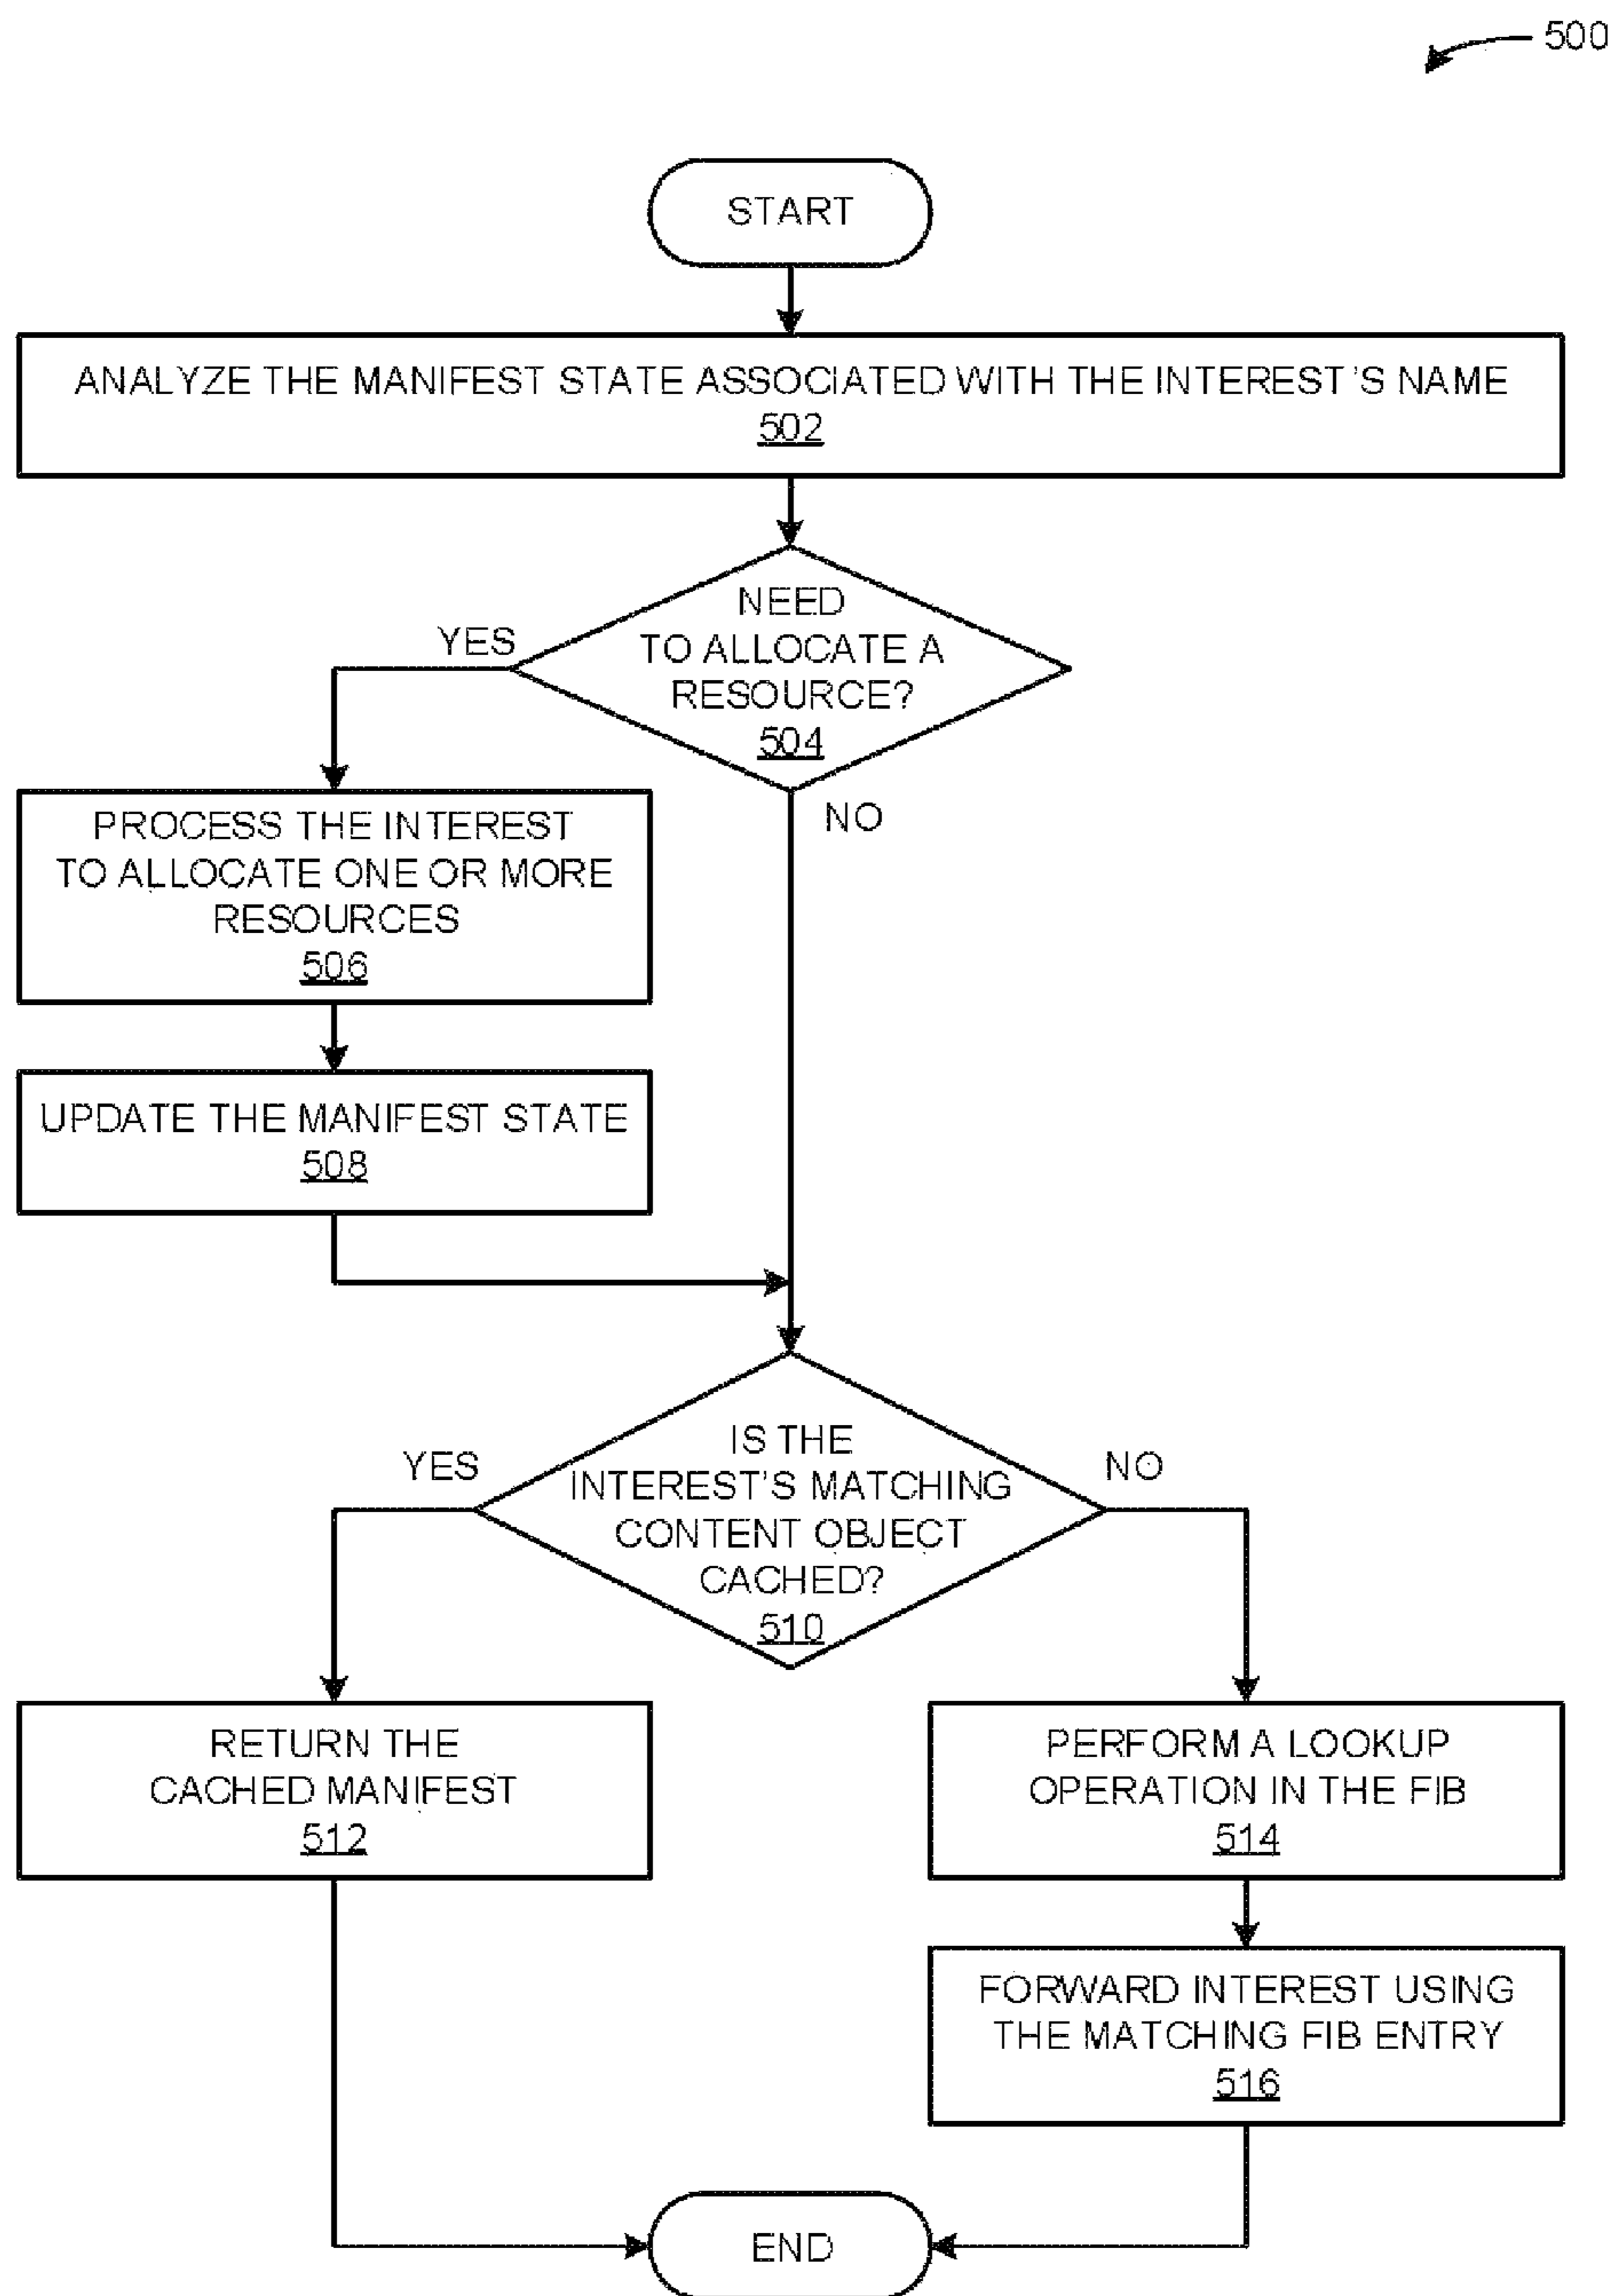 500
START
ANALYZE THE MANIFEST STATE ASSOCIATED WITH THE INTEREST'S NAME
502
NEED
TO ALLOCATE A
RESOURCE?
504
YES
NO
PROCESS THE INTEREST
TO ALLOCATE ONE OR MORE
RESOURCES
506
UPDATE THE MANIFEST STATE
508
IS THE
INTEREST'S MATCHING
CONTENT OBJECT
CACHED?
510
YES
NO
RETURN THE
CACHED MANIFEST
512
PERFORM A LOOKUP
OPERATION IN THE FIB
514
FORWARD INTEREST USING
THE MATCHING FIB ENTRY
516
END